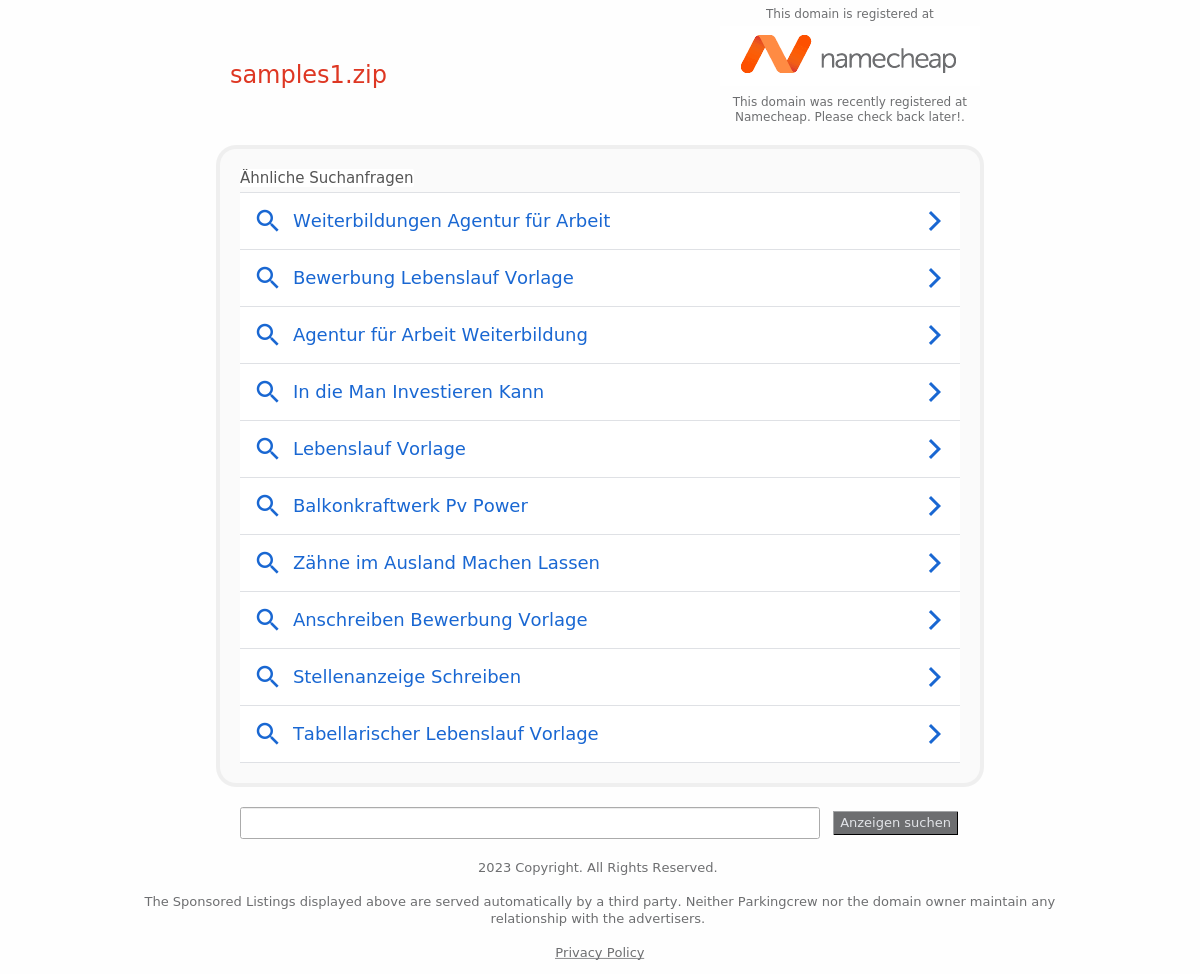 This domain is registered at
namecheap
samples1.zip
This domain was recently registered at
Namecheap. Please check back later!.
Ähnliche Suchanfragen
Weiterbildungen Agentur für Arbeit
Bewerbung Lebenslauf Vorlage
Agentur für Arbeit Weiterbildung
In die Man Investieren Kann
Lebenslauf Vorlage
Balkonkraftwerk Pv Power
Zähne im Ausland Machen Lassen
Anschreiben Bewerbung Vorlage
Stellenanzeige Schreiben
Tabellarischer Lebenslauf Vorlage
Anzeigen suchen
2023 Copyright. All Rights Reserved.
The Sponsored Listings displayed above are served automatically by a third party. Neither Parkingcrew nor the domain owner maintain any
relationship with the advertisers.
Privacy Policy